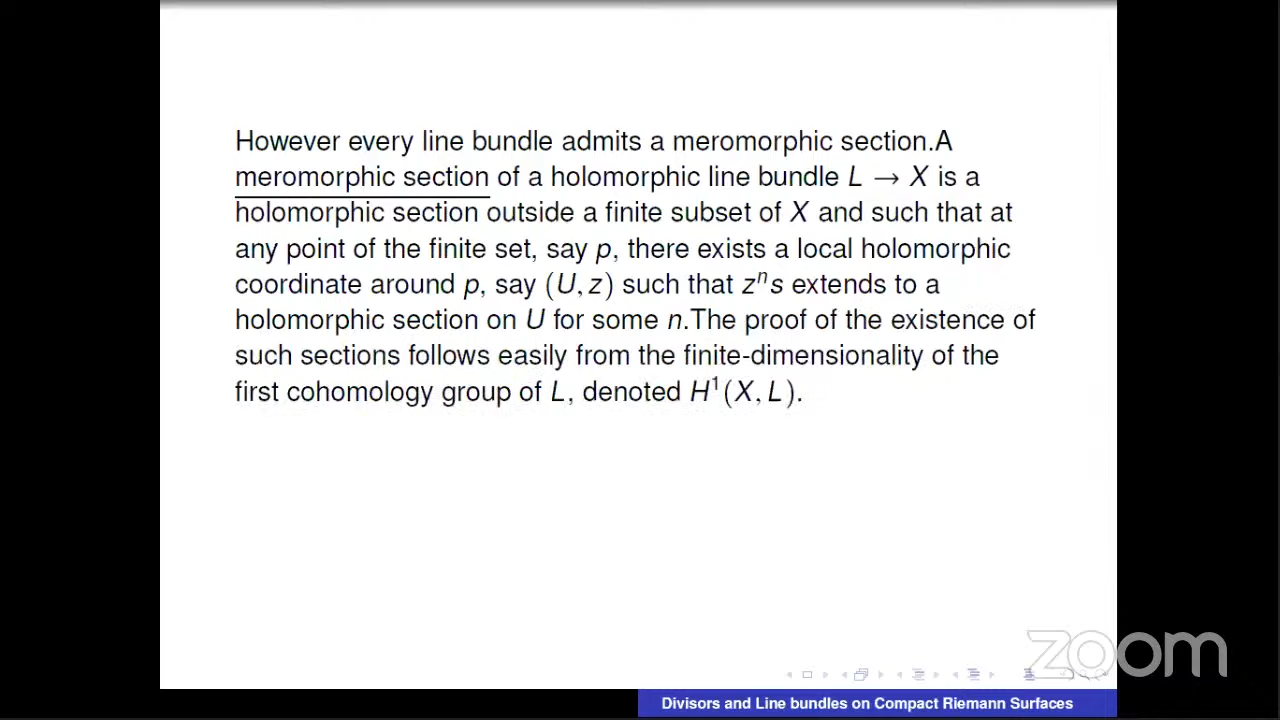 However every line bundle admits a meromorphic section.A
meromorphic section of a holomorphic line bundle L → X is a
holomorphic section outside a finite subset of X and such that at
any point of the finite set, say p, there exists a local holomorphic
coordinate around p, say (U, z) such that zⁿs extends to a
holomorphic section on U for some n.The proof of the existence of
such sections follows easily from the finite-dimensionality of the
first cohomology group of L, denoted H¹(X, L).
zoom
Divisors and Line bundles on Compact Riemann Surfaces